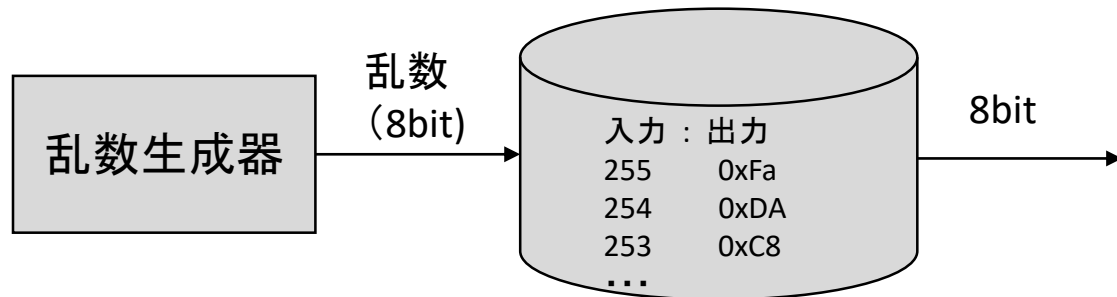 乱数生成器
乱数
（8bit)
入力 : 出力
255 0xFa
254 0xDA
253 0xC8
・・・
8bit